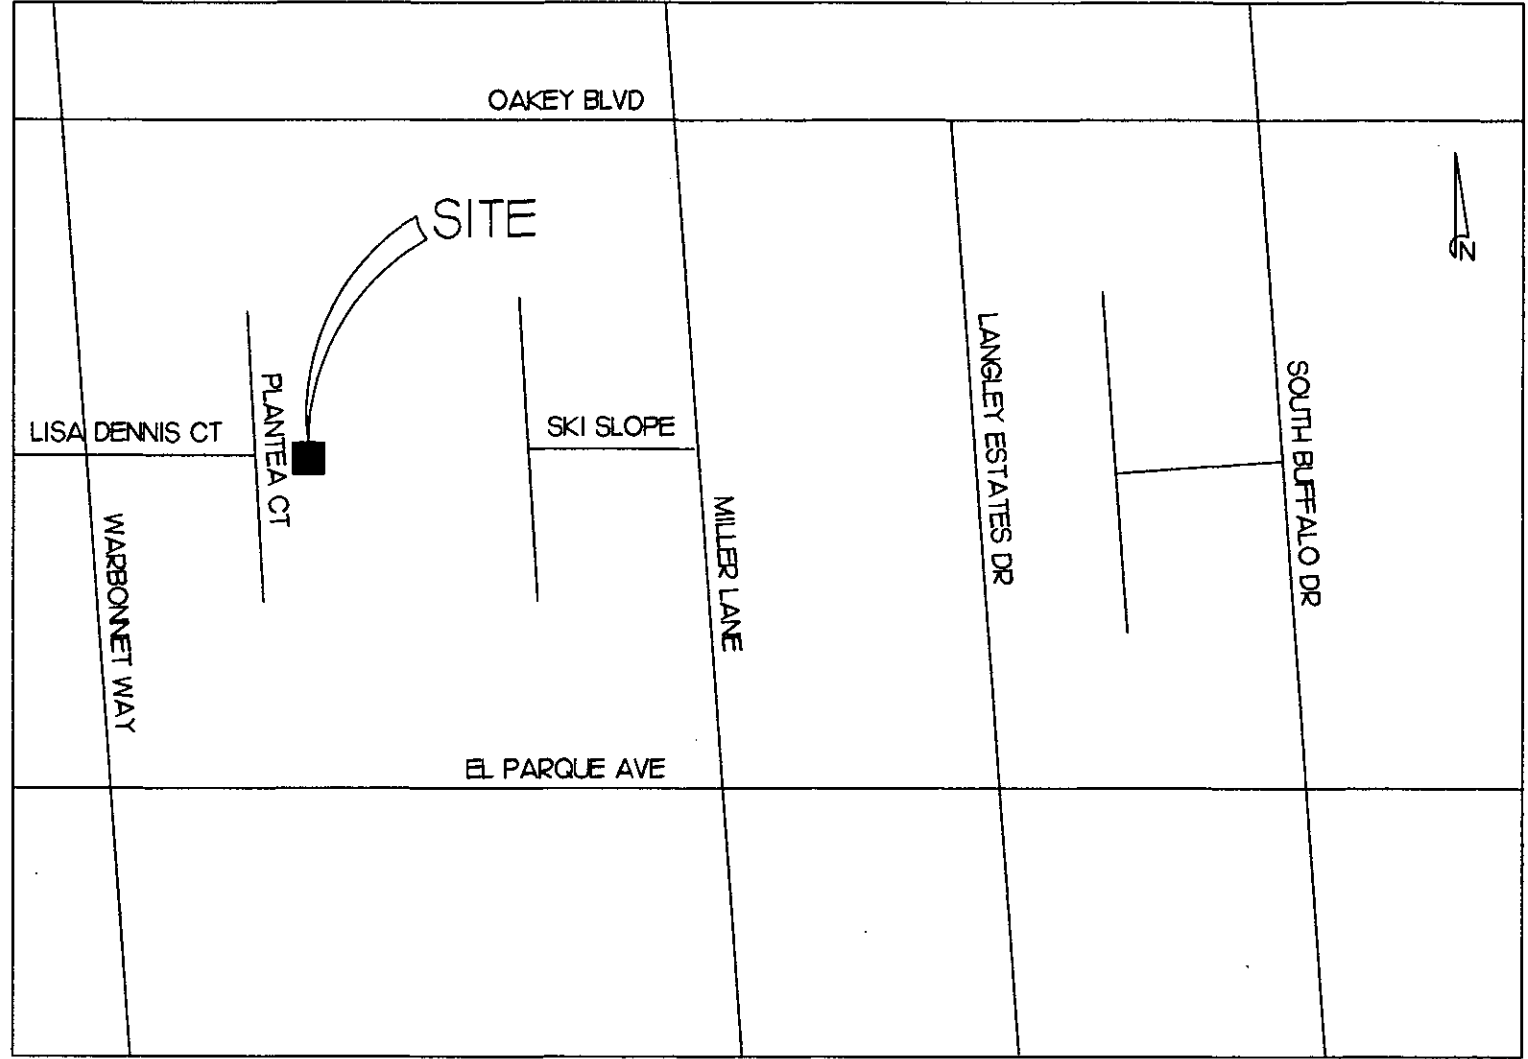 OAKEY BLVD
SITE
N
LISA DENNIS CT
PLANTEA CT
SKI SLOPE
LANGLEY ESTATES DR
SOUTH BUFFALO DR
WARBONNET WAY
MILLER LANE
EL PARQUE AVE